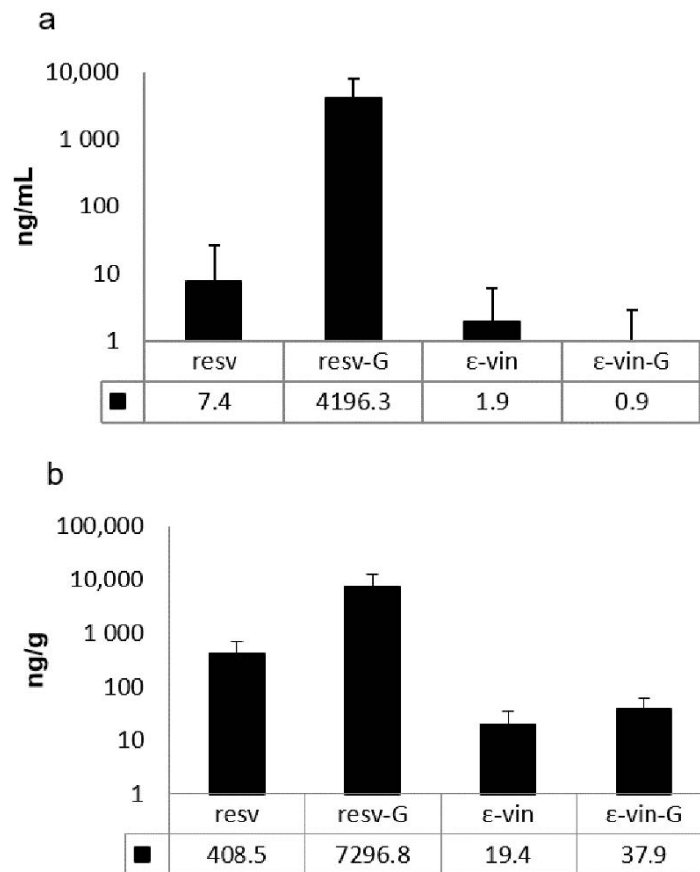 a
10,000
1 000
100
10
1
ng/mL
resv resv-G ε-vin ε-vin-G
7.4 4196.3 1.9 0.9
b
100,000
10,000
1 000
100
10
1
ng/g
resv resv-G ε-vin ε-vin-G
408.5 7296.8 19.4 37.9